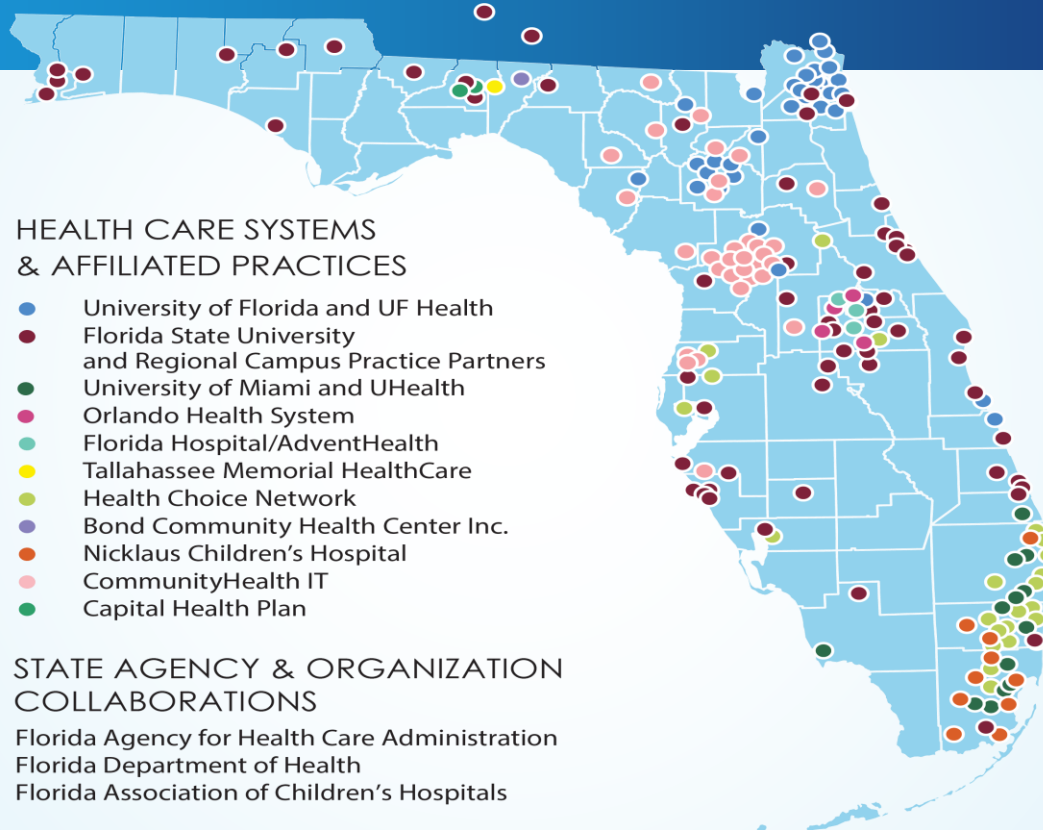 HEALTH CARE SYSTEMS
& AFFILIATED PRACTICES
University of Florida and UF Health
Florida State University
and Regional Campus Practice Partners
University of Miami and UHealth
Orlando Health System
Florida Hospital/AdventHealth
Tallahassee Memorial HealthCare
Health Choice Network
Bond Community Health Center Inc.
Nicklaus Children's Hospital
CommunityHealth IT
Capital Health Plan
STATE AGENCY & ORGANIZATION
COLLABORATIONS
Florida Agency for Health Care Administration
Florida Department of Health
Florida Association of Children's Hospitals